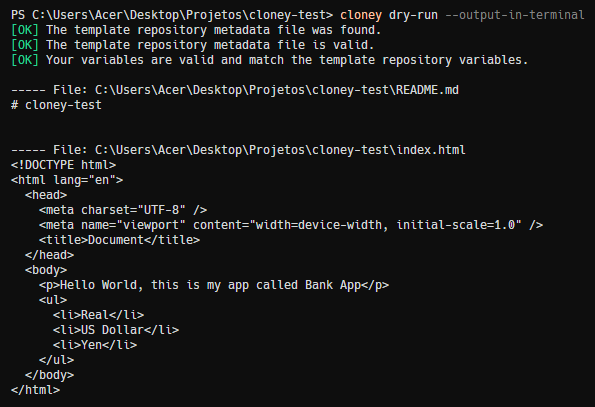 PS C:\Users\Acer\Desktop\Projetos\cloney-test> cloney dry-run --output-in-terminal
[OK] The template repository metadata file was found.
[OK] The template repository metadata file is valid.
[OK] Your variables are valid and match the template repository variables.

----- File: C:\Users\Acer\Desktop\Projetos\cloney-test\README.md
# cloney-test

----- File: C:\Users\Acer\Desktop\Projetos\cloney-test\index.html
<!DOCTYPE html>
<html lang="en">
  <head>
    <meta charset="UTF-8" />
    <meta name="viewport" content="width=device-width, initial-scale=1.0" />
    <title>Document</title>
  </head>
  <body>
    <p>Hello World, this is my app called Bank App</p>
    <ul>
      <li>Real</li>
      <li>US Dollar</li>
      <li>Yen</li>
    </ul>
  </body>
</html>